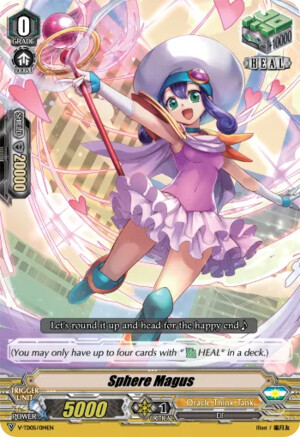 0
GRADE
+10000
HEAL
BOOST
SHIELD
20000
Let's round it up and head for the happy end♪
(You may only have up to four cards with "HEAL" in a deck.)
Sphere Magus
TRIGGER
UNIT
POWER
5000
1
CRITICAL
Oracle Think Tank
Elf
V-TD05/014EN